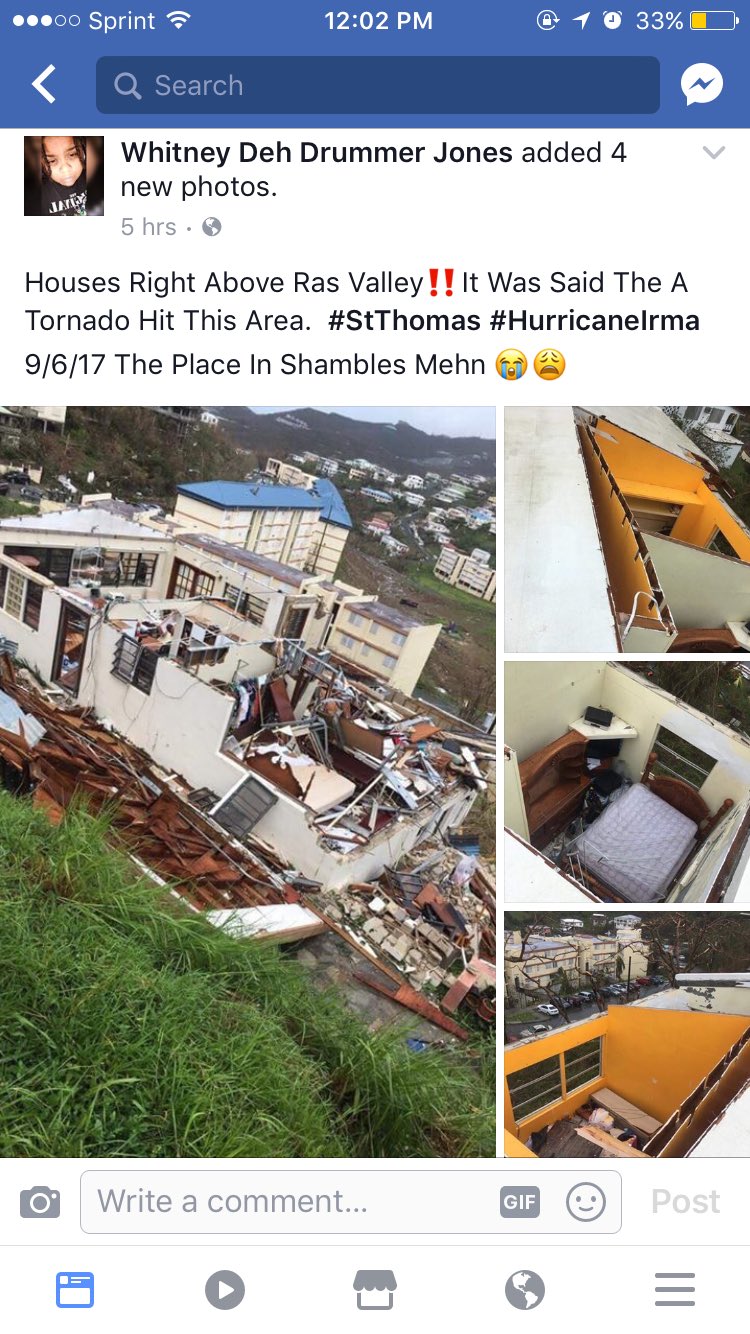 Sprint 12:02 PM 33%
Search
Whitney Deh Drummer Jones added 4
new photos.
5 hrs ·
Houses Right Above Ras Valley‼️It Was Said The A
Tornado Hit This Area. #StThomas #HurricaneIrma
9/6/17 The Place In Shambles Mehn 😭😩
Write a comment... GIF Post